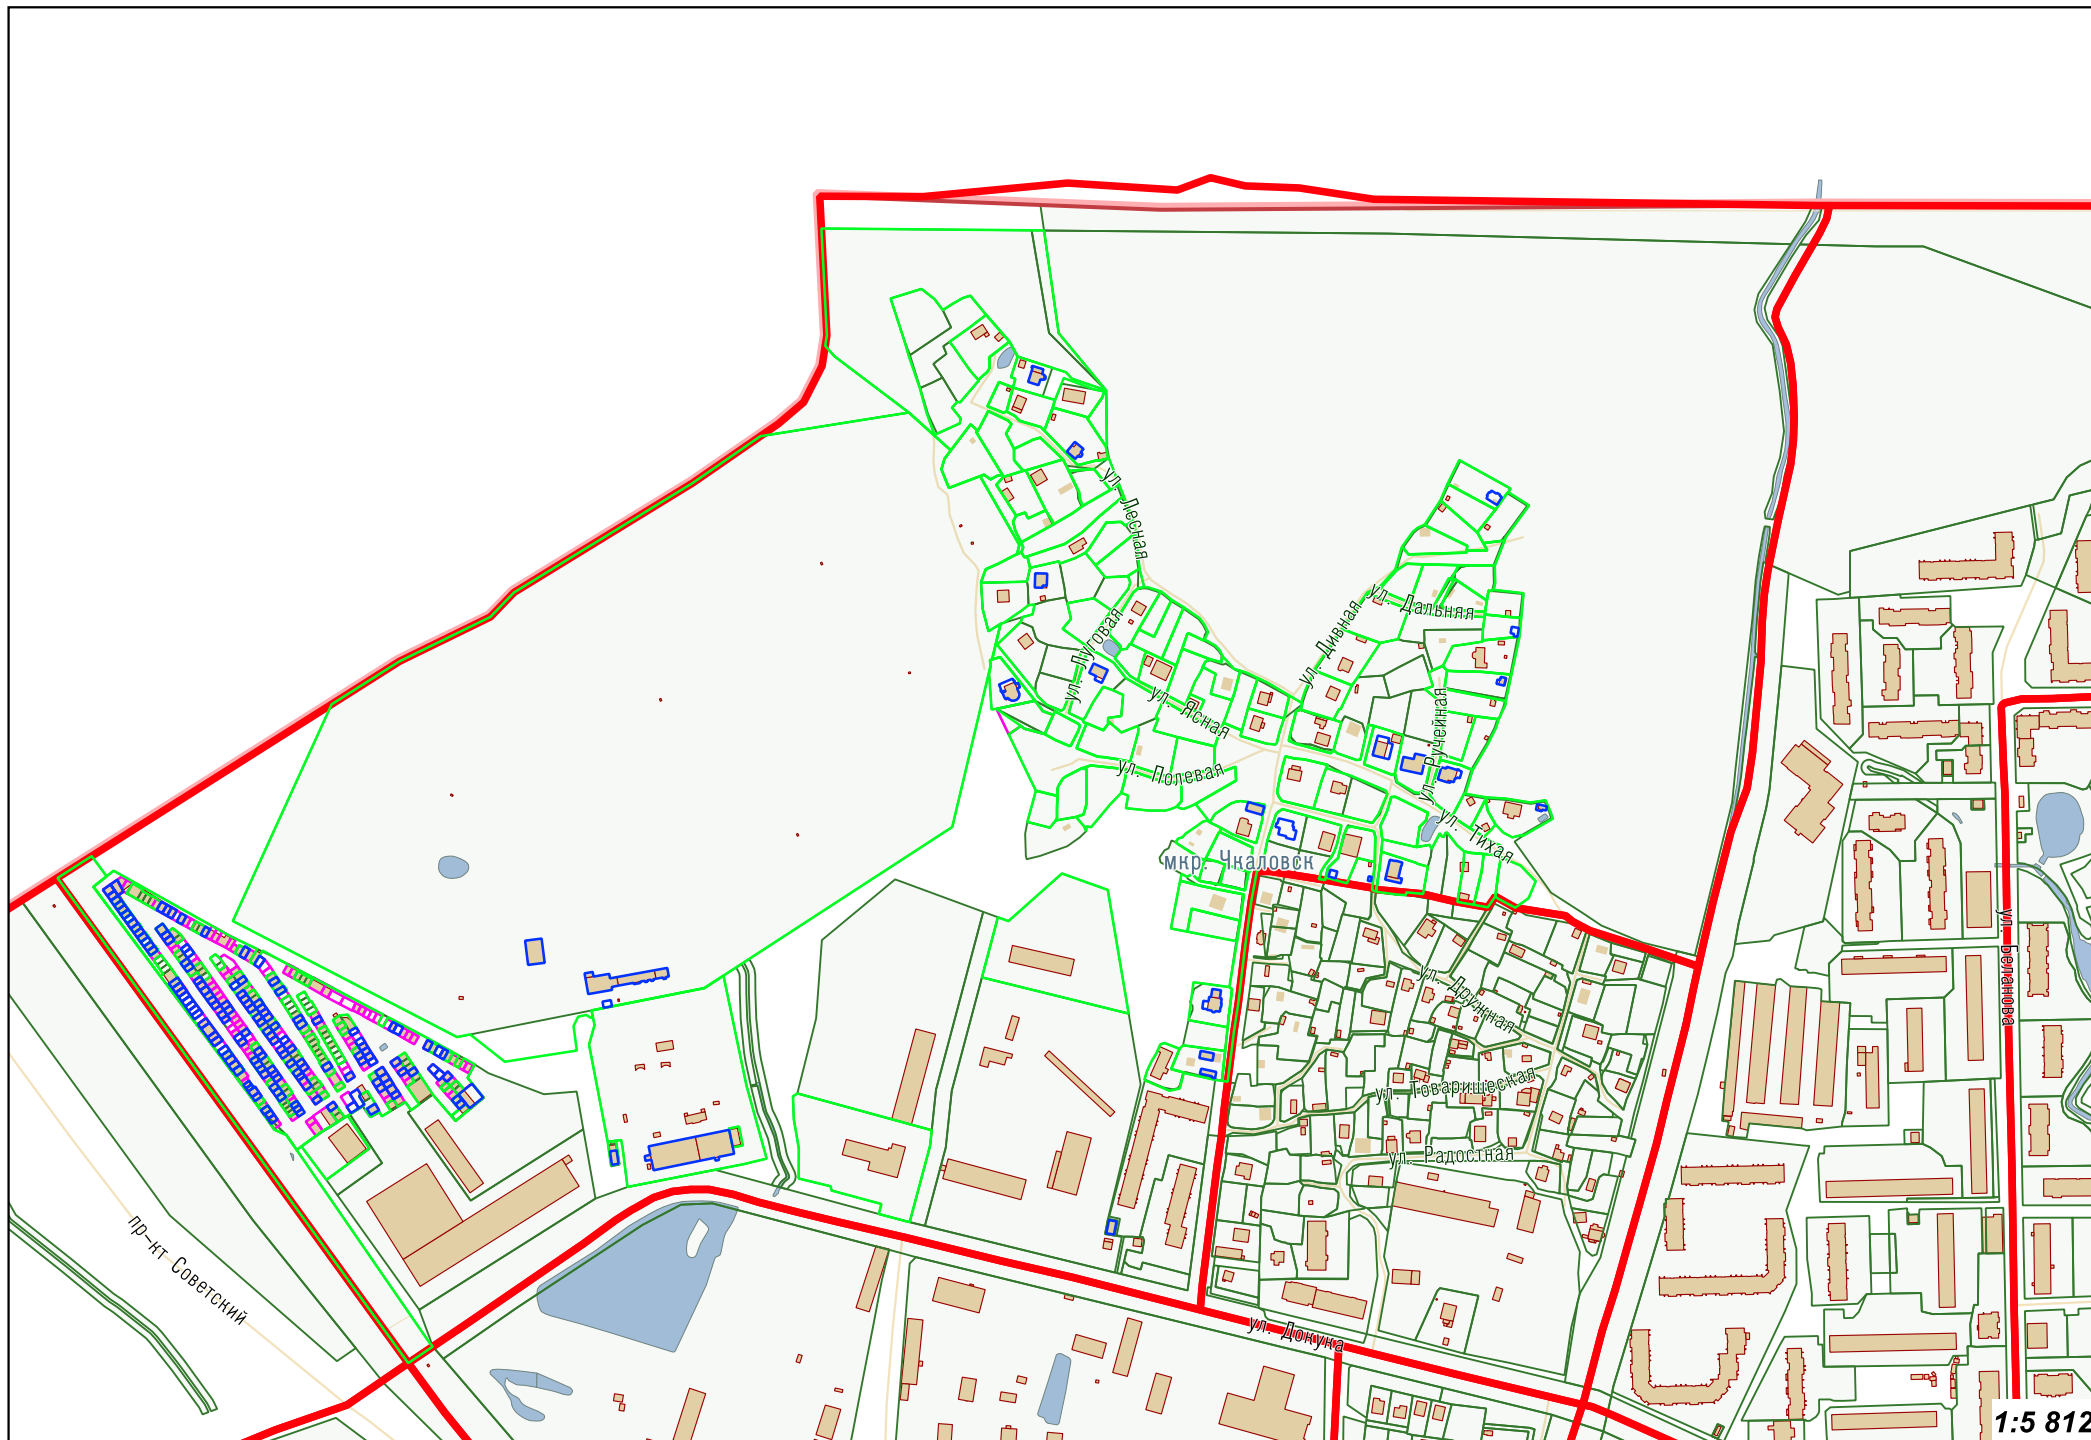 ул. Лесная
ул. Дальняя
ул. Дивная
ул. Луговая
ул. Ясная
ул. Ручейная
ул. Полевая
ул. Тихая
мкр. Чкаловск
ул. Беланова
ул. Дружная
ул. Товарищеская
ул. Радостная
пр-кт Советский
ул. Докука
1:5 812